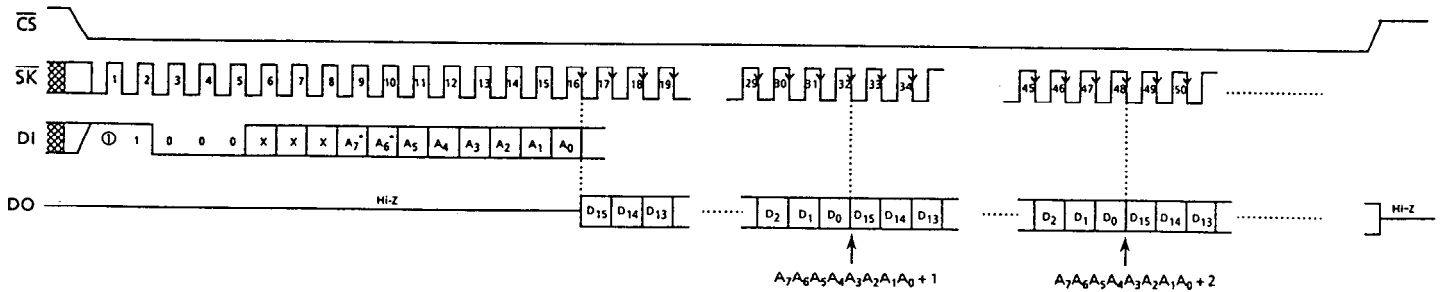 CS
SK 1 2 3 4 5 6 7 8 9 10 11 12 13 14 15 16 17 18 19 29 30 31 32 33 34 45 46 47 48 49 50
DI ① 1 0 0 0 X X X A7* A6* A5 A4 A3 A2 A1 A0
DO Hi-Z D15 D14 D13 D2 D1 D0 D15 D14 D13 D2 D1 D0 D15 D14 D13 Hi-Z
A7A6A5A4A3A2A1A0 + 1 A7A6A5A4A3A2A1A0 + 2